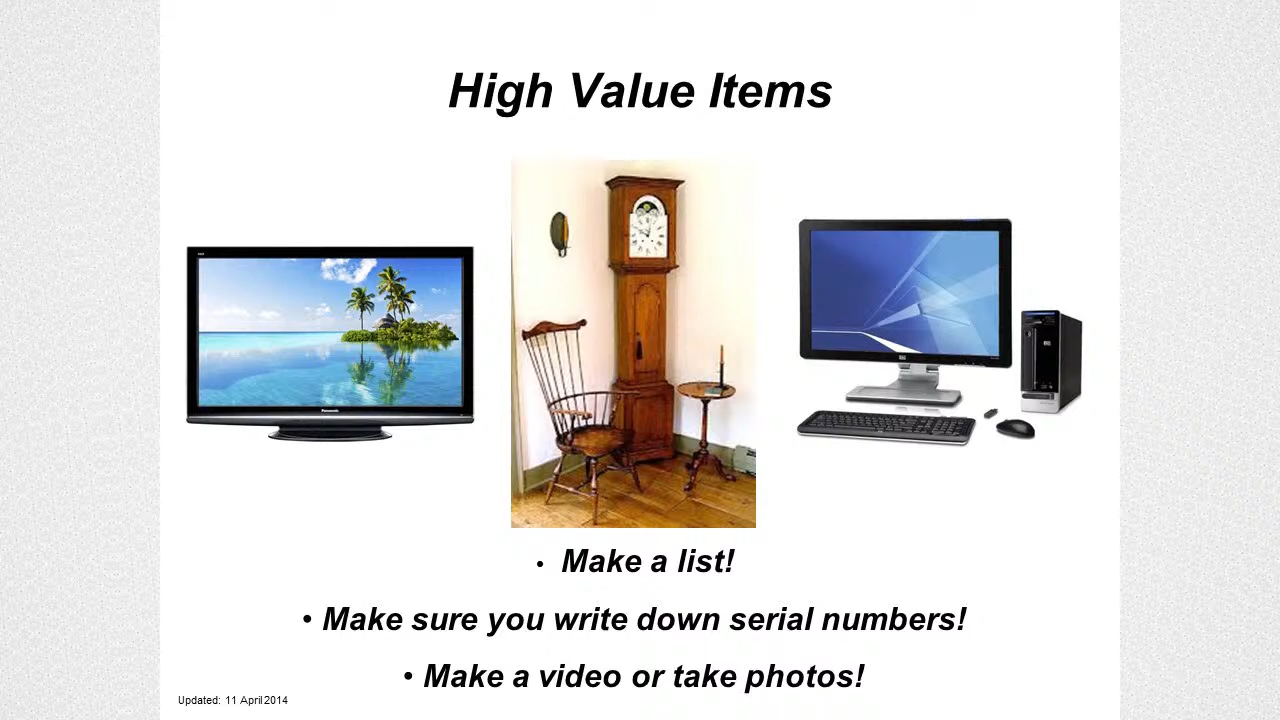 High Value Items
Panasonic
• Make a list!
• Make sure you write down serial numbers!
• Make a video or take photos!
Updated: 11 April 2014